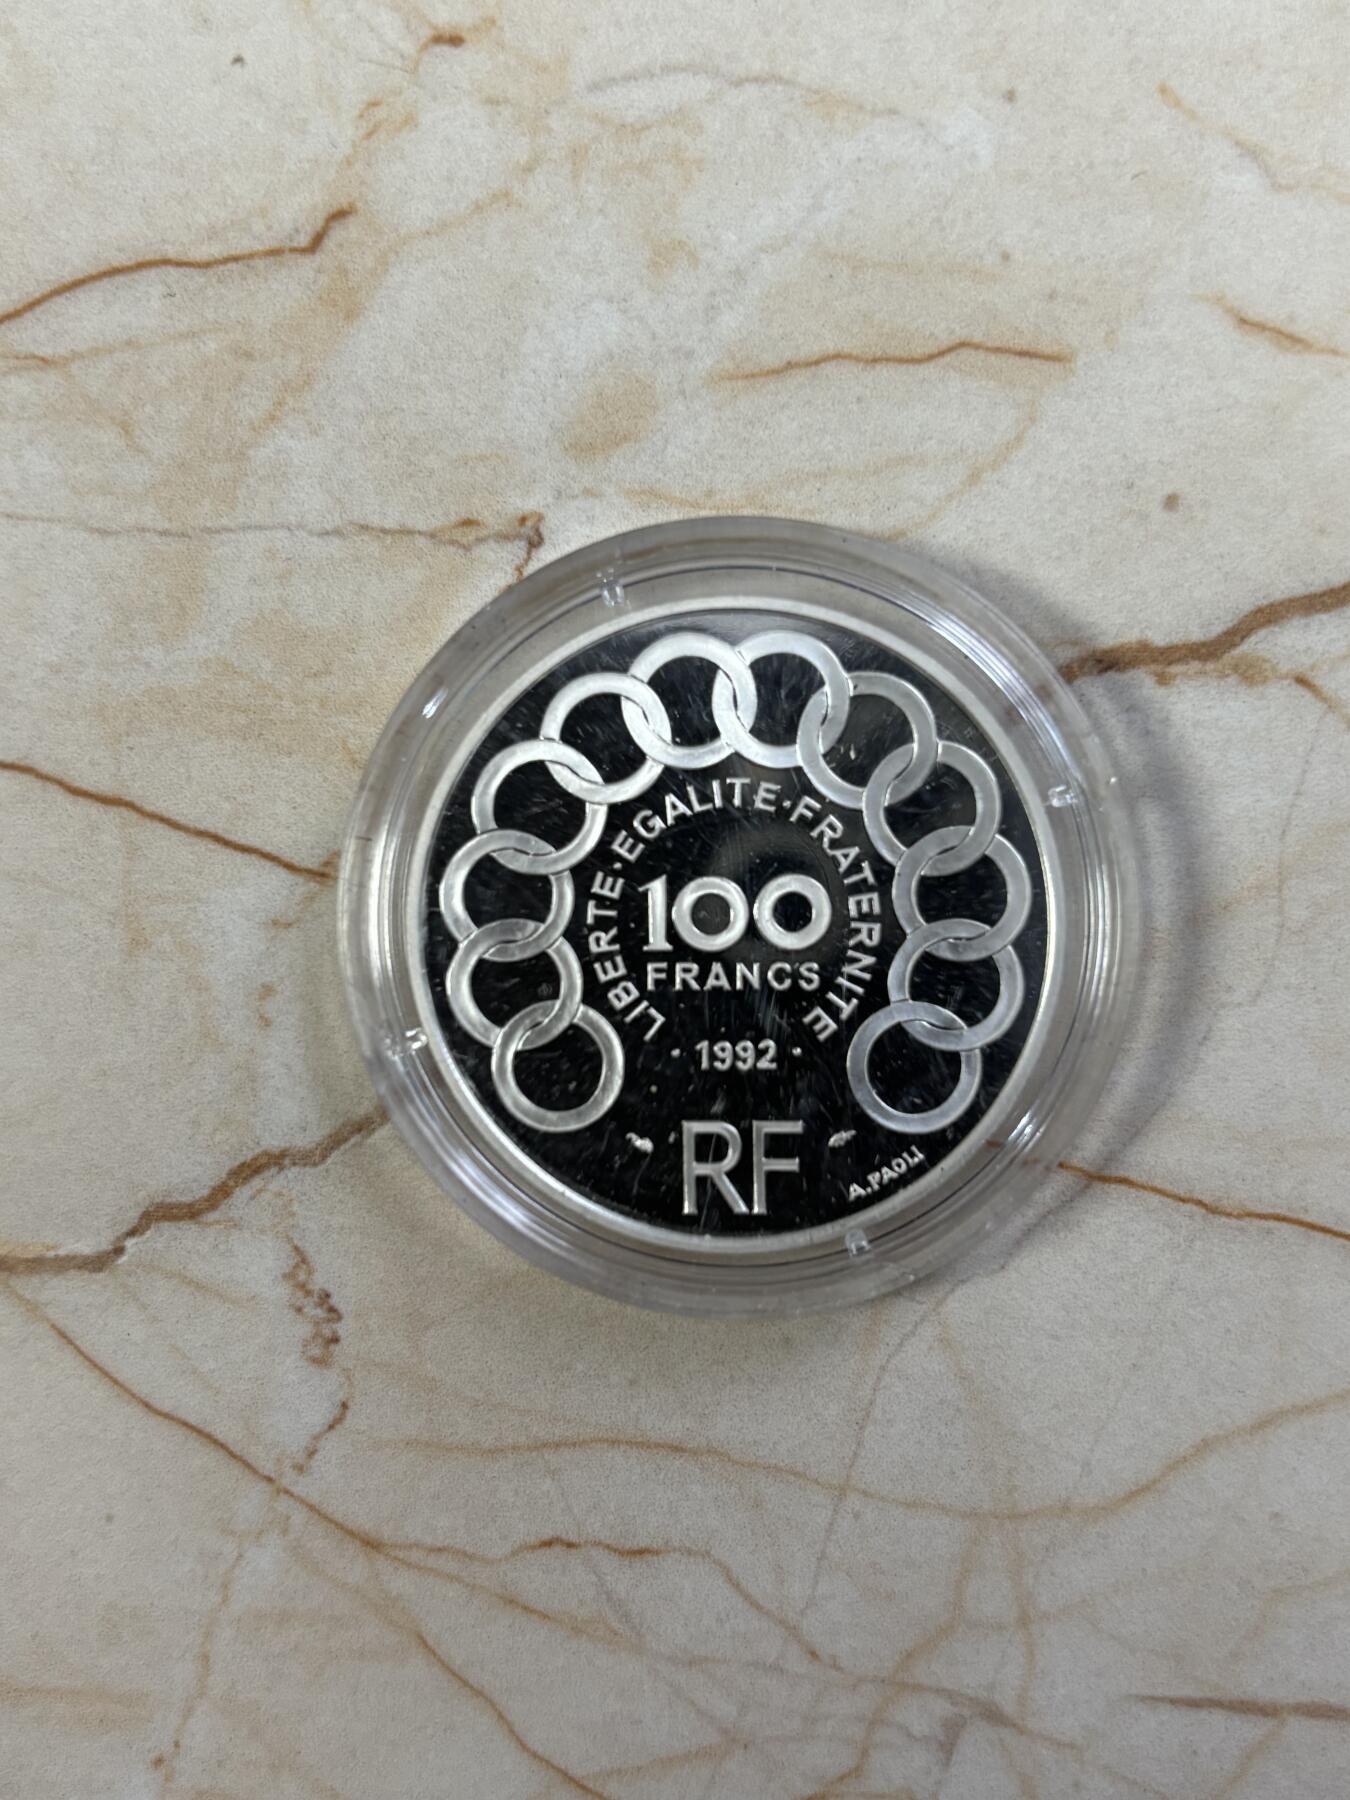 LIBERTE·EGALITE·FRATERNITE
100
FRANCS
· 1992 ·
RF
A.PAOLI